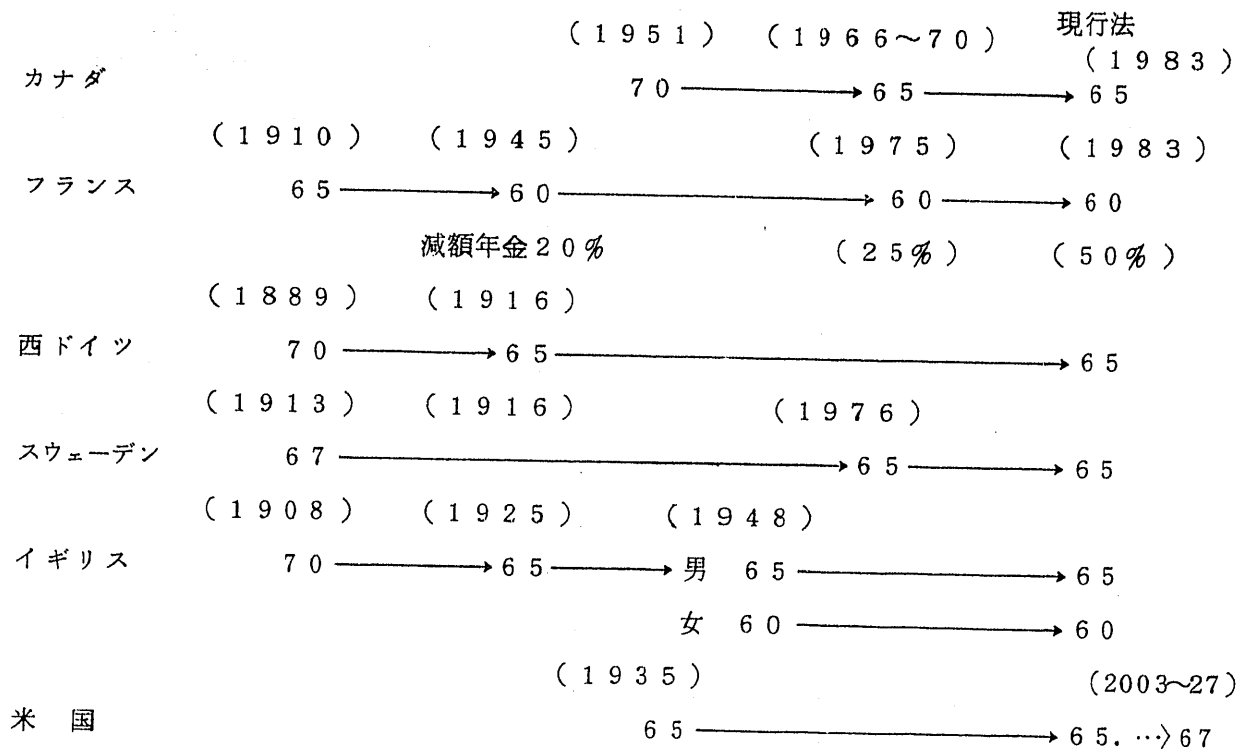 現行法
(1951) (1966~70) (1983)
カナダ 70 → 65 → 65
(1910) (1945) (1975) (1983)
フランス 65 → 60 → 60 → 60
減額年金20% (25%) (50%)
(1889) (1916)
西ドイツ 70 → 65 → 65
(1913) (1916) (1976)
スウェーデン 67 → 65 → 65
(1908) (1925) (1948)
イギリス 70 → 65 → 男 65 → 65
女 60 → 60
(1935) (2003~27)
米国 65 → 65.…〉67